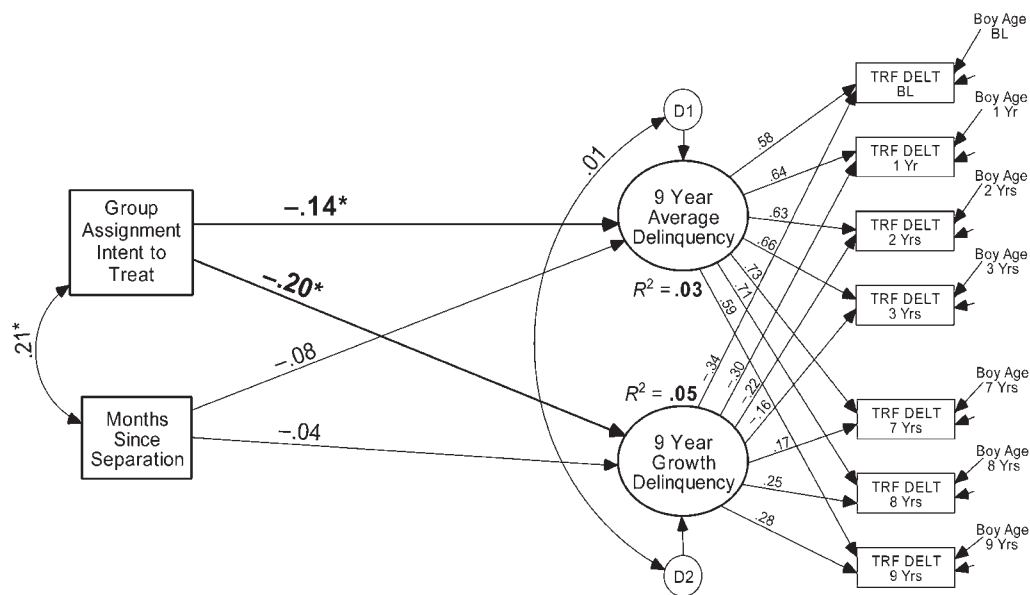 Boy Age
BL
TRF DELT
BL
Boy Age
1 Yr
TRF DELT
1 Yr
Boy Age
2 Yrs
TRF DELT
2 Yrs
Boy Age
3 Yrs
TRF DELT
3 Yrs
Boy Age
7 Yrs
TRF DELT
7 Yrs
Boy Age
8 Yrs
TRF DELT
8 Yrs
Boy Age
9 Yrs
TRF DELT
9 Yrs
D1
.01
9 Year
Average
Delinquency
R² = .03
.58
.64
.63
.66
.73
.71
.59
Group
Assignment
Intent to
Treat
–.14*
–.20*
.21*
–.08
–.04
Months
Since
Separation
R² = .05
9 Year
Growth
Delinquency
–.34
–.30
–.22
–.16
.17
.25
.28
D2